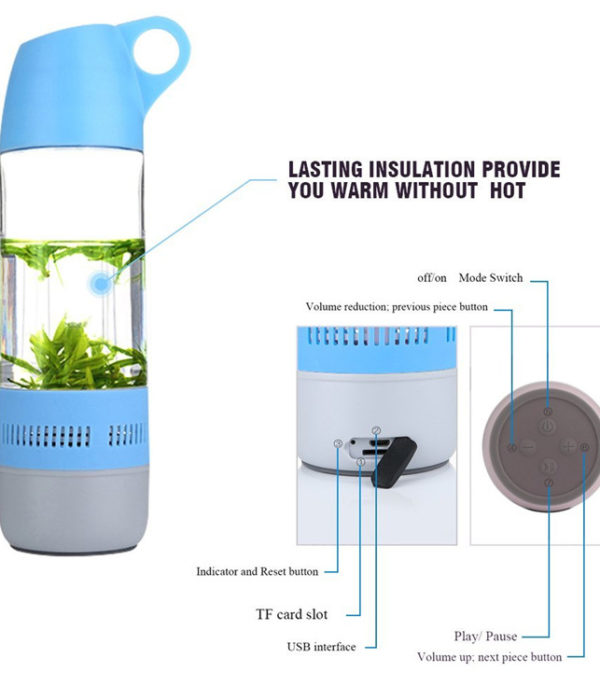 LASTING INSULATION PROVIDE
YOU WARM WITHOUT HOT
off/on Mode Switch
Volume reduction; previous piece button
Indicator and Reset button
TF card slot
USB interface
Play/ Pause
Volume up; next piece button